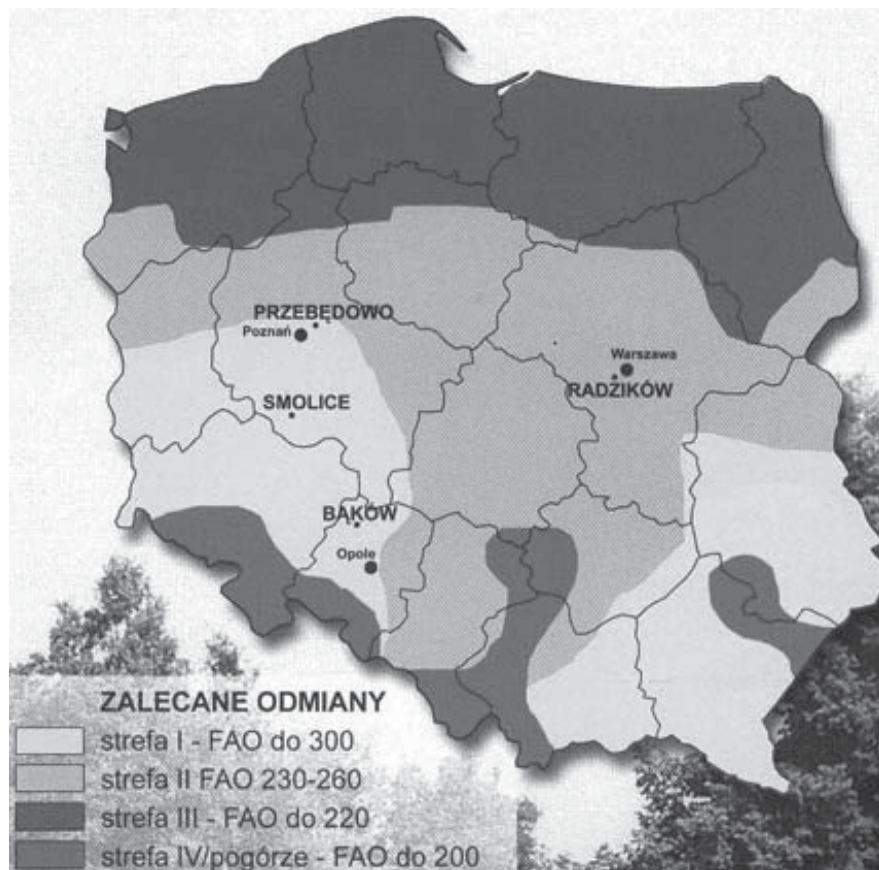 PRZEBĘDOWO
Poznań
Warszawa
RADZIKÓW
SMOLICE
BAKÓW
Opole
ZALECANE ODMIANY
strefa I - FAO do 300
strefa II FAO 230-260
strefa III - FAO do 220
strefa IV/pogórze - FAO do 200